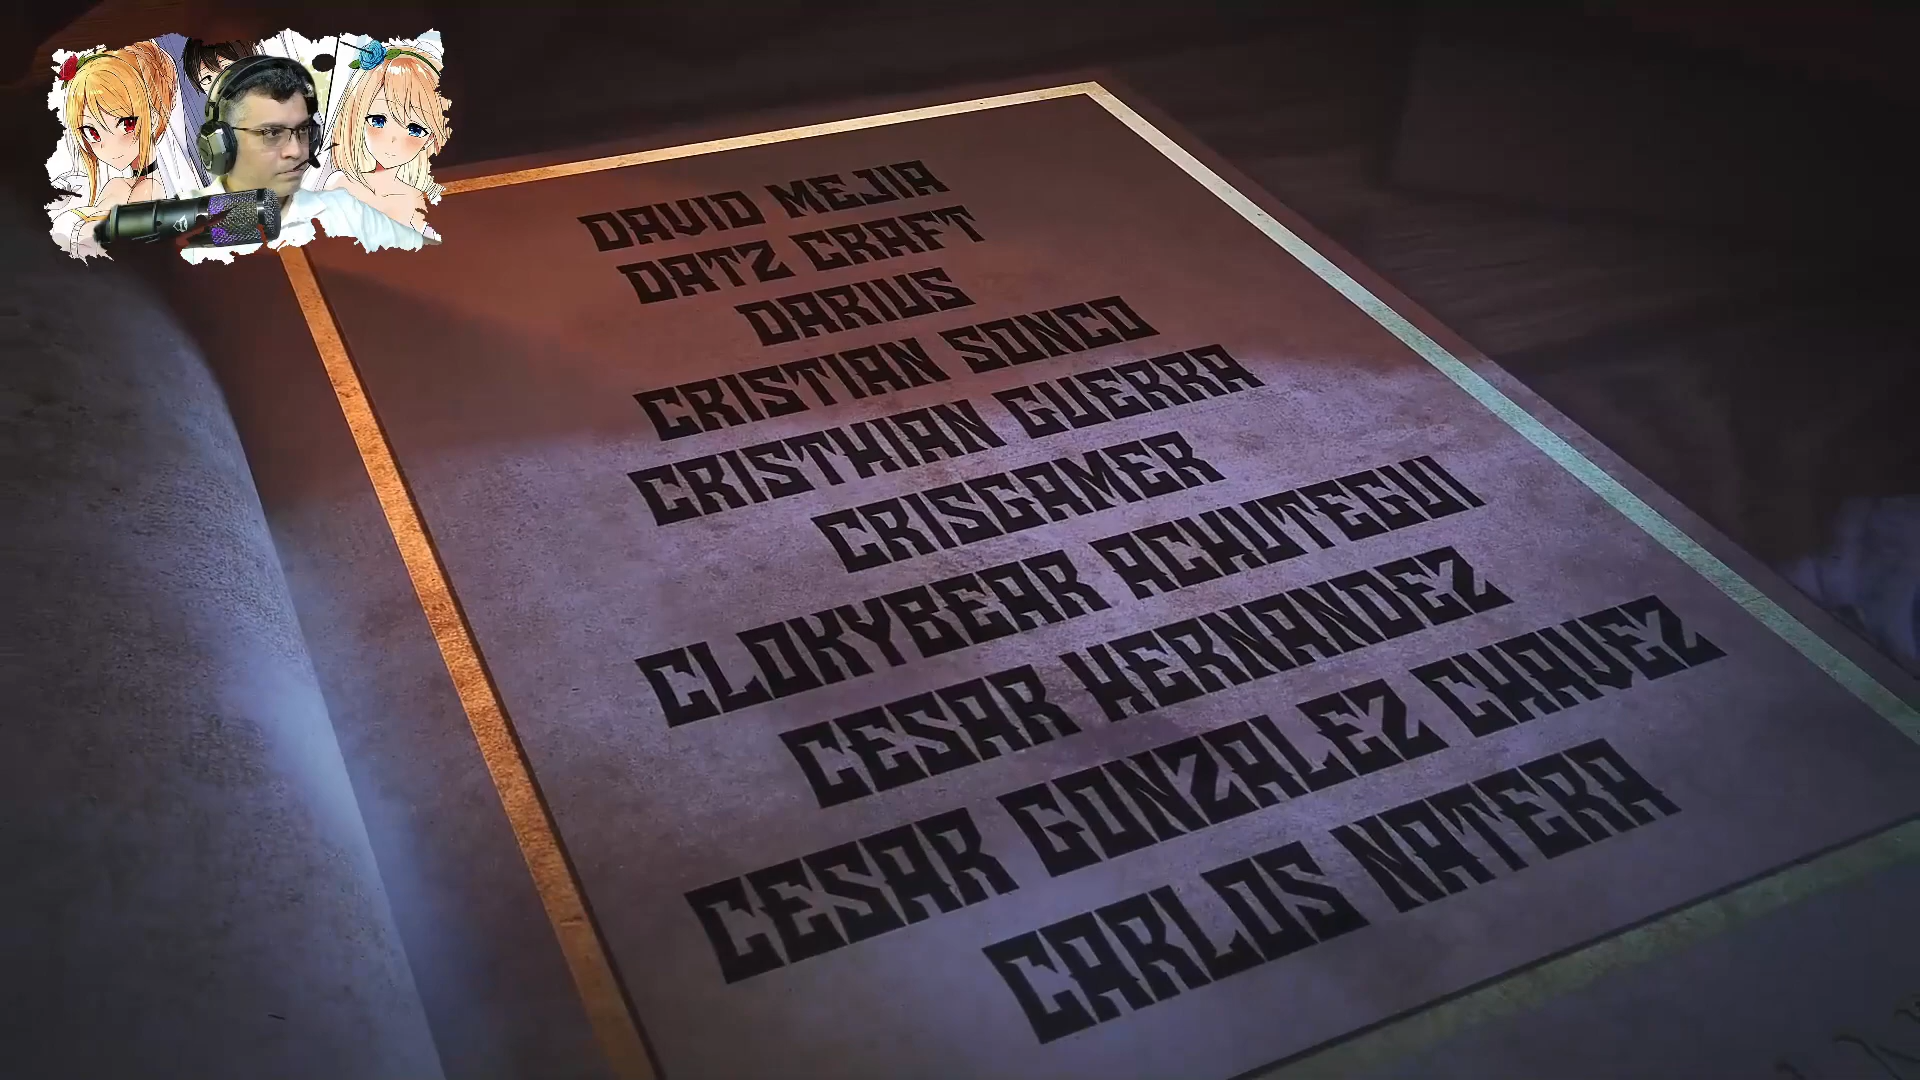 DAVID MEJIA
DATZ CRAFT
DARIUS
CRISTIAN SONCO
CRISTHIAN GUERRA
CRISGAMER
CLOKYBEAR ACHUTEGUI
CESAR HERNANDEZ
CESAR GONZALEZ CHAVEZ
CARLOS NATERA